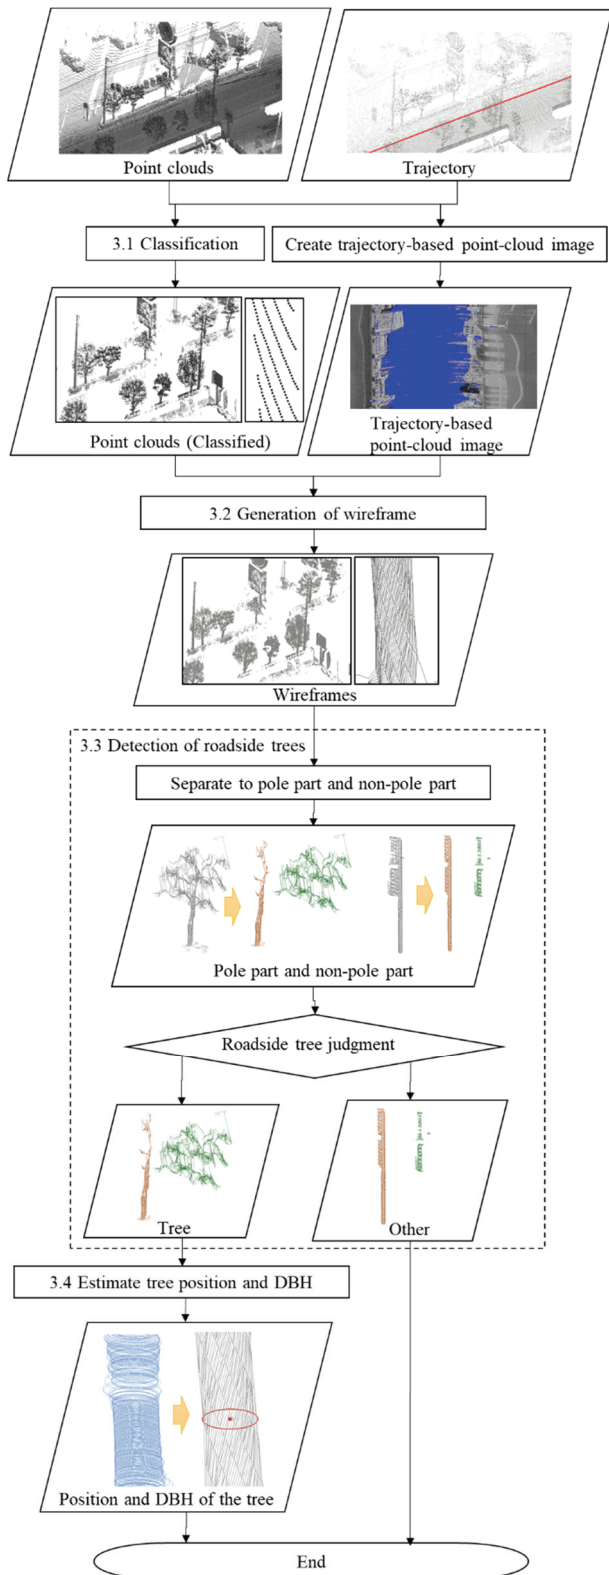 Point clouds
Trajectory
3.1 Classification
Create trajectory-based point-cloud image
Point clouds (Classified)
Trajectory-based
point-cloud image
3.2 Generation of wireframe
Wireframes
3.3 Detection of roadside trees
Separate to pole part and non-pole part
Pole part and non-pole part
Roadside tree judgment
Tree
Other
3.4 Estimate tree position and DBH
Position and DBH of the tree
End